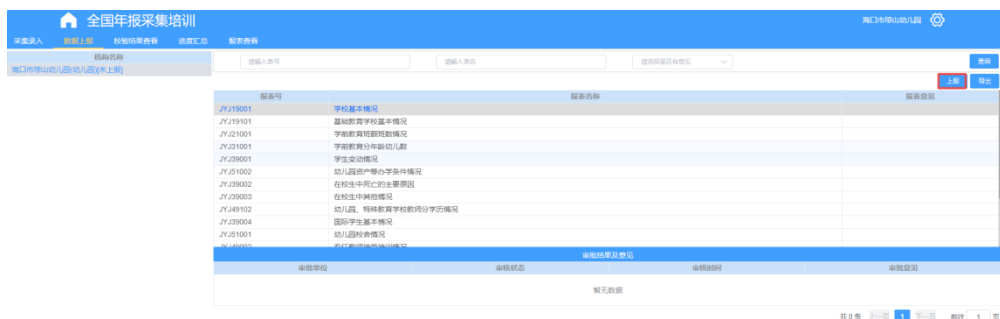 全国年报采集培训
海口市琼山幼儿园
采集录入 数据上报 校验结果查看 进度汇总 报表查看
机构名称
海口市琼山幼儿园(幼儿园)[未上报]
请输入表号 请输入表名 请选择是否有意见 查询
上报 导出
报表号 报表名称 报表意见
JYJ19001 学校基本情况
JYJ19101 基础教育学校基本情况
JYJ21001 学前教育班额班数情况
JYJ31001 学前教育分年龄幼儿数
JYJ39001 学生变动情况
JYJ51002 幼儿园资产等办学条件情况
JYJ39002 在校生中死亡的主要原因
JYJ39003 在校生中其他情况
JYJ49102 幼儿园、特殊教育学校教师分学历情况
JYJ39004 国际学生基本情况
JYJ51001 幼儿园校舍情况
审批结果及意见
审批单位 审核状态 审核时间 审批意见
暂无数据
共 0 条 上一页 1 下一页 前往 1 页